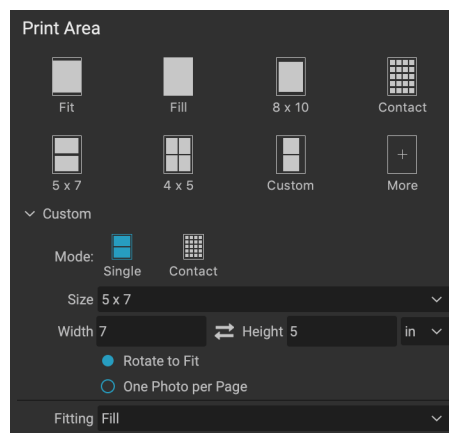 Print Area
Fit Fill 8 x 10 Contact
5 x 7 4 x 5 Custom More
Custom
Mode: Single Contact
Size 5 x 7
Width 7 Height 5 in
Rotate to Fit
One Photo per Page
Fitting Fill